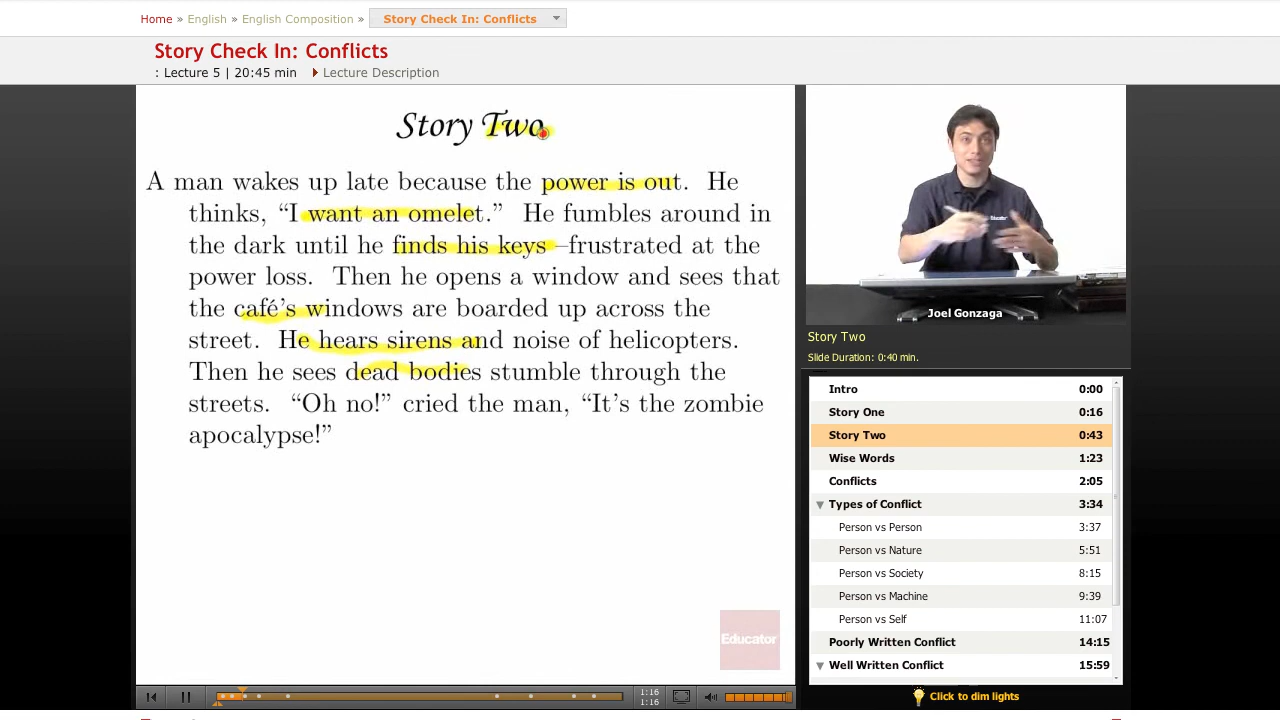 Home » English » English Composition » Story Check In: Conflicts
Story Check In: Conflicts
: Lecture 5 | 20:45 min Lecture Description
Story Two
A man wakes up late because the power is out. He
thinks, “I want an omelet.” He fumbles around in
the dark until he finds his keys –frustrated at the
power loss. Then he opens a window and sees that
the café’s windows are boarded up across the
street. He hears sirens and noise of helicopters.
Then he sees dead bodies stumble through the
streets. “Oh no!” cried the man, “It’s the zombie
apocalypse!”
Educator
1:16
1:16
Educator
Joel Gonzaga
Story Two
Slide Duration: 0:40 min.
Intro 0:00
Story One 0:16
Story Two 0:43
Wise Words 1:23
Conflicts 2:05
Types of Conflict 3:34
Person vs Person 3:37
Person vs Nature 5:51
Person vs Society 8:15
Person vs Machine 9:39
Person vs Self 11:07
Poorly Written Conflict 14:15
Well Written Conflict 15:59
Click to dim lights